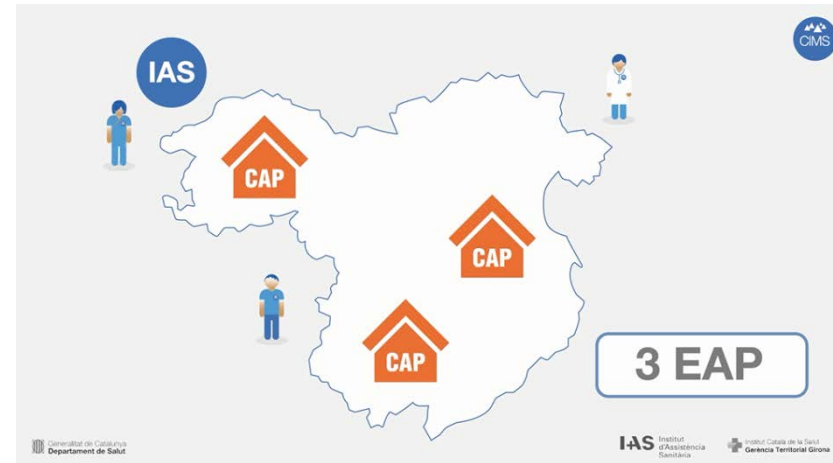 CIMS
IAS
CAP
CAP
CAP
3 EAP
Generalitat de Catalunya
Departament de Salut
IAS
Institut
d'Assistència
Sanitària
Institut Català de la Salut
Gerència Territorial Girona